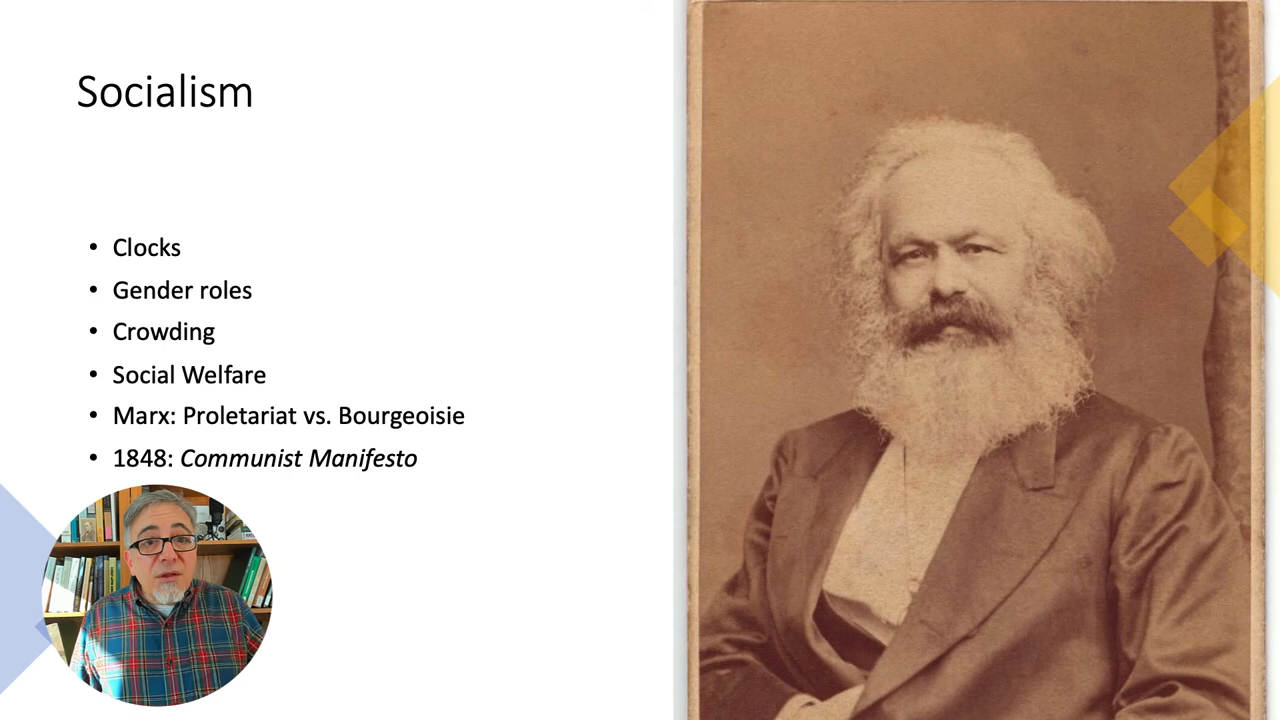 Socialism
• Clocks
• Gender roles
• Crowding
• Social Welfare
• Marx: Proletariat vs. Bourgeoisie
• 1848: Communist Manifesto